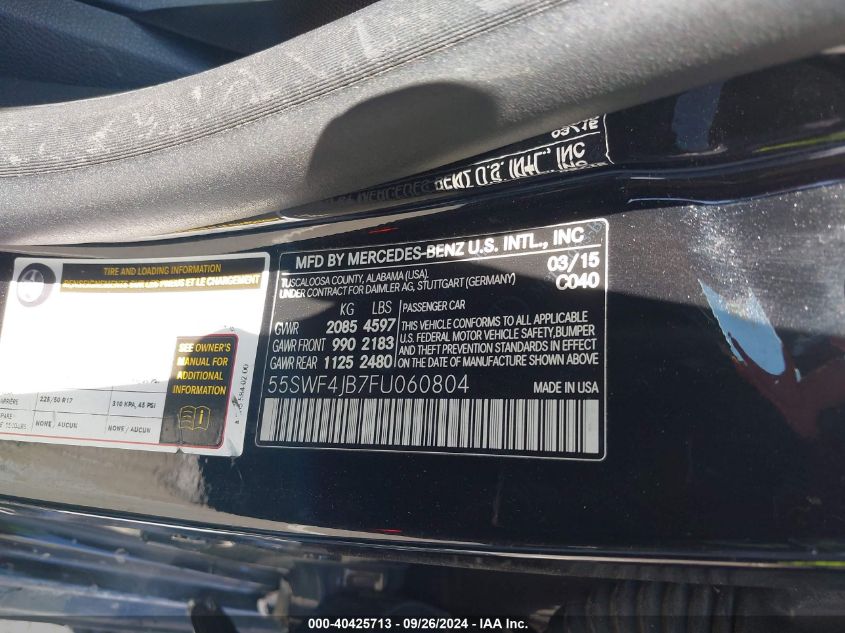 03/15
BENZ U.S. INTL., INC
MFD BY MERCEDES-BENZ U.S. INTL., INC
TUSCALOOSA COUNTY, ALABAMA (USA). 03/15
UNDER CONTRACT FOR DAIMLER AG, STUTTGART (GERMANY) C040
KG LBS PASSENGER CAR
GVWR 2085 4597 THIS VEHICLE CONFORMS TO ALL APPLICABLE
GAWR FRONT 990 2183 U.S. FEDERAL MOTOR VEHICLE SAFETY,BUMPER
AND THEFT PREVENTION STANDARDS IN EFFECT
GAWR REAR 1125 2480 ON THE DATE OF MANUFACTURE SHOWN ABOVE.
55SWF4JB7FU060804 MADE IN USA
TIRE AND LOADING INFORMATION
RENSEIGNEMENTS SUR LES PNEUS ET LE CHARGEMENT
SEE OWNER'S
MANUAL FOR
ADDITIONAL
INFORMATION
225/50 R17 310 KPA, 45 PSI
NONE / AUCUN NONE / AUCUN
000-40425713 - 09/26/2024 - IAA Inc.